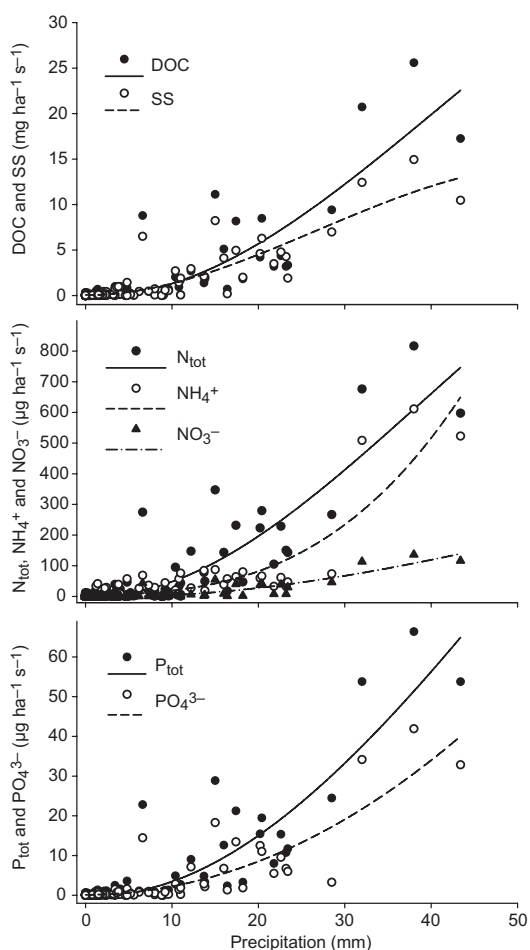 30
25
20
15
10
5
0
DOC and SS (mg ha⁻¹ s⁻¹)
DOC
SS
800
700
600
500
400
300
200
100
0
N_tot, NH₄⁺ and NO₃⁻ (µg ha⁻¹ s⁻¹)
N_tot
NH₄⁺
NO₃⁻
60
50
40
30
20
10
0
P_tot and PO₄³⁻ (µg ha⁻¹ s⁻¹)
P_tot
PO₄³⁻
0 10 20 30 40 50
Precipitation (mm)